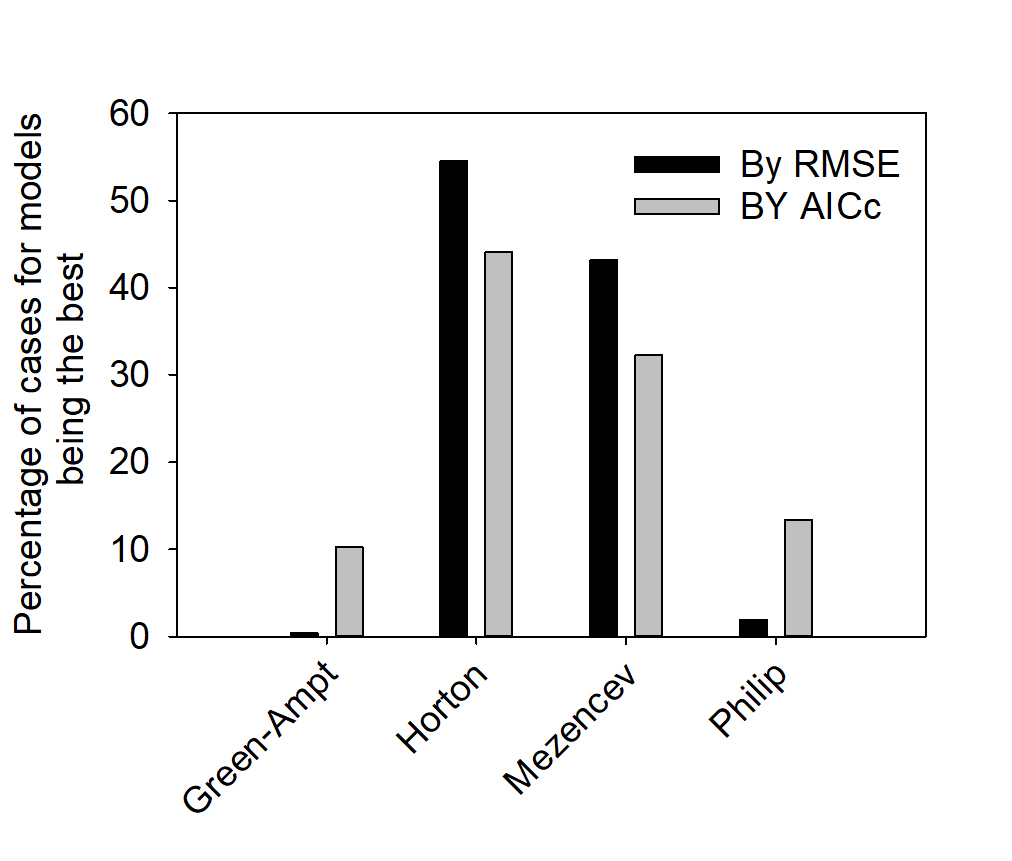 Percentage of cases for models
being the best
60
50
40
30
20
10
0
By RMSE
BY AICc
Green-Ampt
Horton
Mezencev
Philip